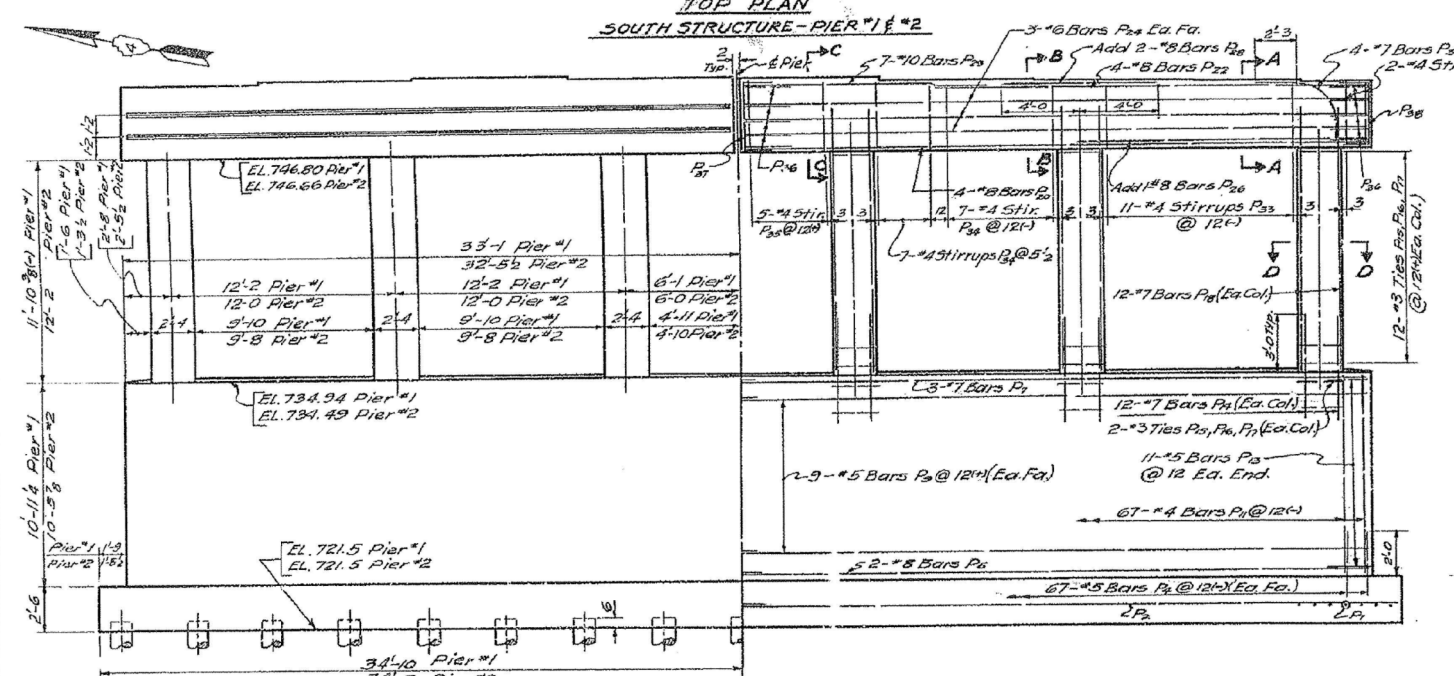 TOP PLAN
SOUTH STRUCTURE - PIER #1 & #2
2 TYP.
℄ Pier
C
7-#10 Bars P29
3-#6 Bars P24 Ea. Fa.
B
Add 2-#8 Bars P28
4-#8 Bars P22
2'-3
A
4-#7 Bars
2-#4
4'-0
4'-0
P38
1'-2
1'-2
EL. 746.80 Pier #1
EL. 746.66 Pier #2
P37
P36
C
B
A
P36
4-#8 Bars P20
Add 1#8 Bars P26
5-#4 Stir.
P35 @ 12(+)
3
3
12
7-#4 Stir.
P34 @ 12(-)
3
3
11-#4 Stirrups P33
@ 12(-)
3
3
7-#4 Stirrups P34 @ 5½
11'-10⅜(-) Pier #1
12'-2 Pier #2
1'-6 Pier #1
1'-3½ Pier #2
2'-8 Pier #1
2'-5½ Pier #2
33'-1 Pier #1
32'-5½ Pier #2
12'-2 Pier #1
12'-0 Pier #2
12'-2 Pier #1
12'-0 Pier #2
6'-1 Pier #1
6'-0 Pier #2
2'-4
9'-10 Pier #1
9'-8 Pier #2
2'-4
9'-10 Pier #1
9'-8 Pier #2
2'-4
4'-11 Pier #1
4'-10 Pier #2
D
D
12-#7 Bars P18 (Ea. Col.)
3'-0 Typ.
12-#3 Ties P15, P16, P17
@ 12(+) Ea. Col.)
EL. 734.94 Pier #1
EL. 734.49 Pier #2
3-#7 Bars P7
12-#7 Bars P14 (Ea. Col.)
2-#3 Ties P15, P16, P17 (Ea. Col.)
11-#5 Bars P13
@ 12 Ea. End.
9-#5 Bars P9 @ 12(+) (Ea. Fa.)
67-#4 Bars P11 @ 12(-)
10'-11¼ Pier #1
10'-5⅞ Pier #2
Pier #1 1'-9
Pier #2 1'-8½
EL. 721.5 Pier #1
EL. 721.5 Pier #2
2-#8 Bars P6
2'-0
67-#5 Bars P4 @ 12(-) (Ea. Fa.)
2'-6
6
P2
P1
34'-10 Pier #1